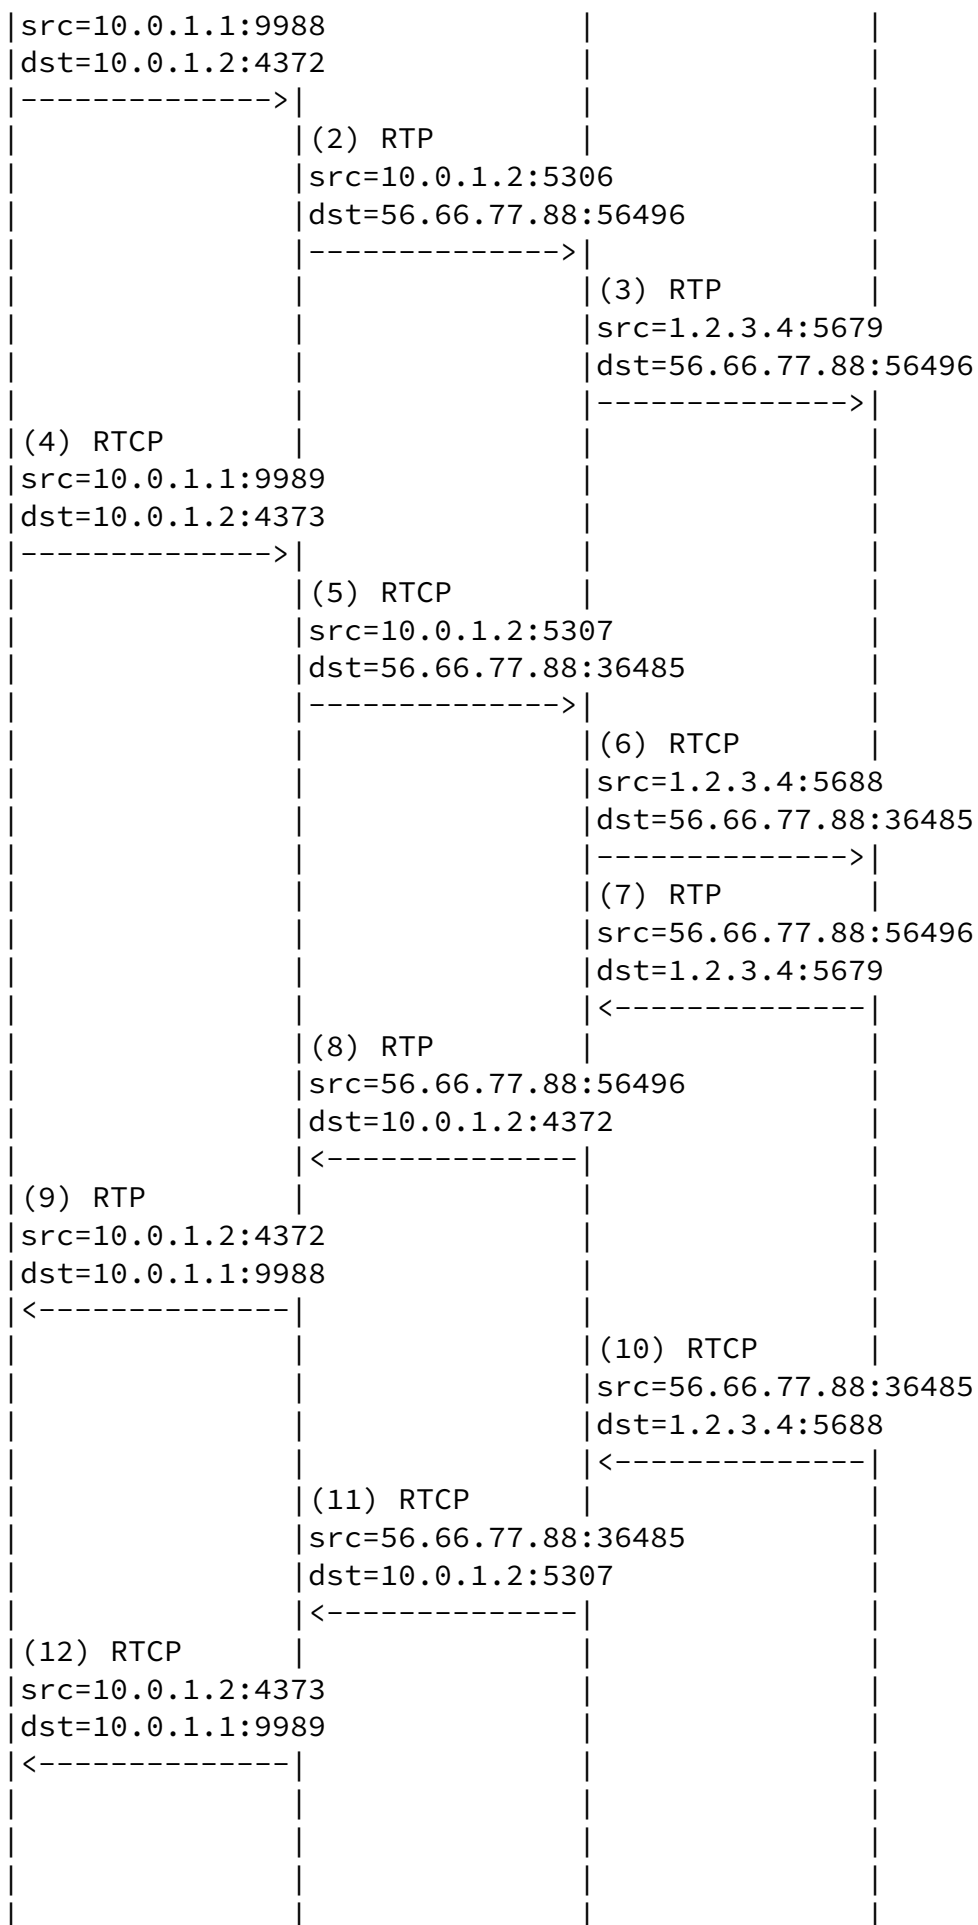 |src=10.0.1.1:9988              |               |
|dst=10.0.1.2:4372              |               |
|-------------->|               |               |
|               |(2) RTP        |               |
|               |src=10.0.1.2:5306              |
|               |dst=56.66.77.88:56496          |
|               |-------------->|               |
|               |               |(3) RTP        |
|               |               |src=1.2.3.4:5679
|               |               |dst=56.66.77.88:56496
|               |               |-------------->|
|(4) RTCP       |               |               |
|src=10.0.1.1:9989              |               |
|dst=10.0.1.2:4373              |               |
|-------------->|               |               |
|               |(5) RTCP       |               |
|               |src=10.0.1.2:5307              |
|               |dst=56.66.77.88:36485          |
|               |-------------->|               |
|               |               |(6) RTCP       |
|               |               |src=1.2.3.4:5688
|               |               |dst=56.66.77.88:36485
|               |               |-------------->|
|               |               |(7) RTP        |
|               |               |src=56.66.77.88:56496
|               |               |dst=1.2.3.4:5679
|               |               |<--------------|
|               |(8) RTP        |               |
|               |src=56.66.77.88:56496          |
|               |dst=10.0.1.2:4372              |
|               |<--------------|               |
|(9) RTP        |               |               |
|src=10.0.1.2:4372              |               |
|dst=10.0.1.1:9988              |               |
|<--------------|               |               |
|               |               |(10) RTCP      |
|               |               |src=56.66.77.88:36485
|               |               |dst=1.2.3.4:5688
|               |               |<--------------|
|               |(11) RTCP      |               |
|               |src=56.66.77.88:36485          |
|               |dst=10.0.1.2:5307              |
|               |<--------------|               |
|(12) RTCP      |               |               |
|src=10.0.1.2:4373              |               |
|dst=10.0.1.1:9989              |               |
|<--------------|               |               |
|               |               |               |
|               |               |               |
|               |               |               |
|               |               |               |